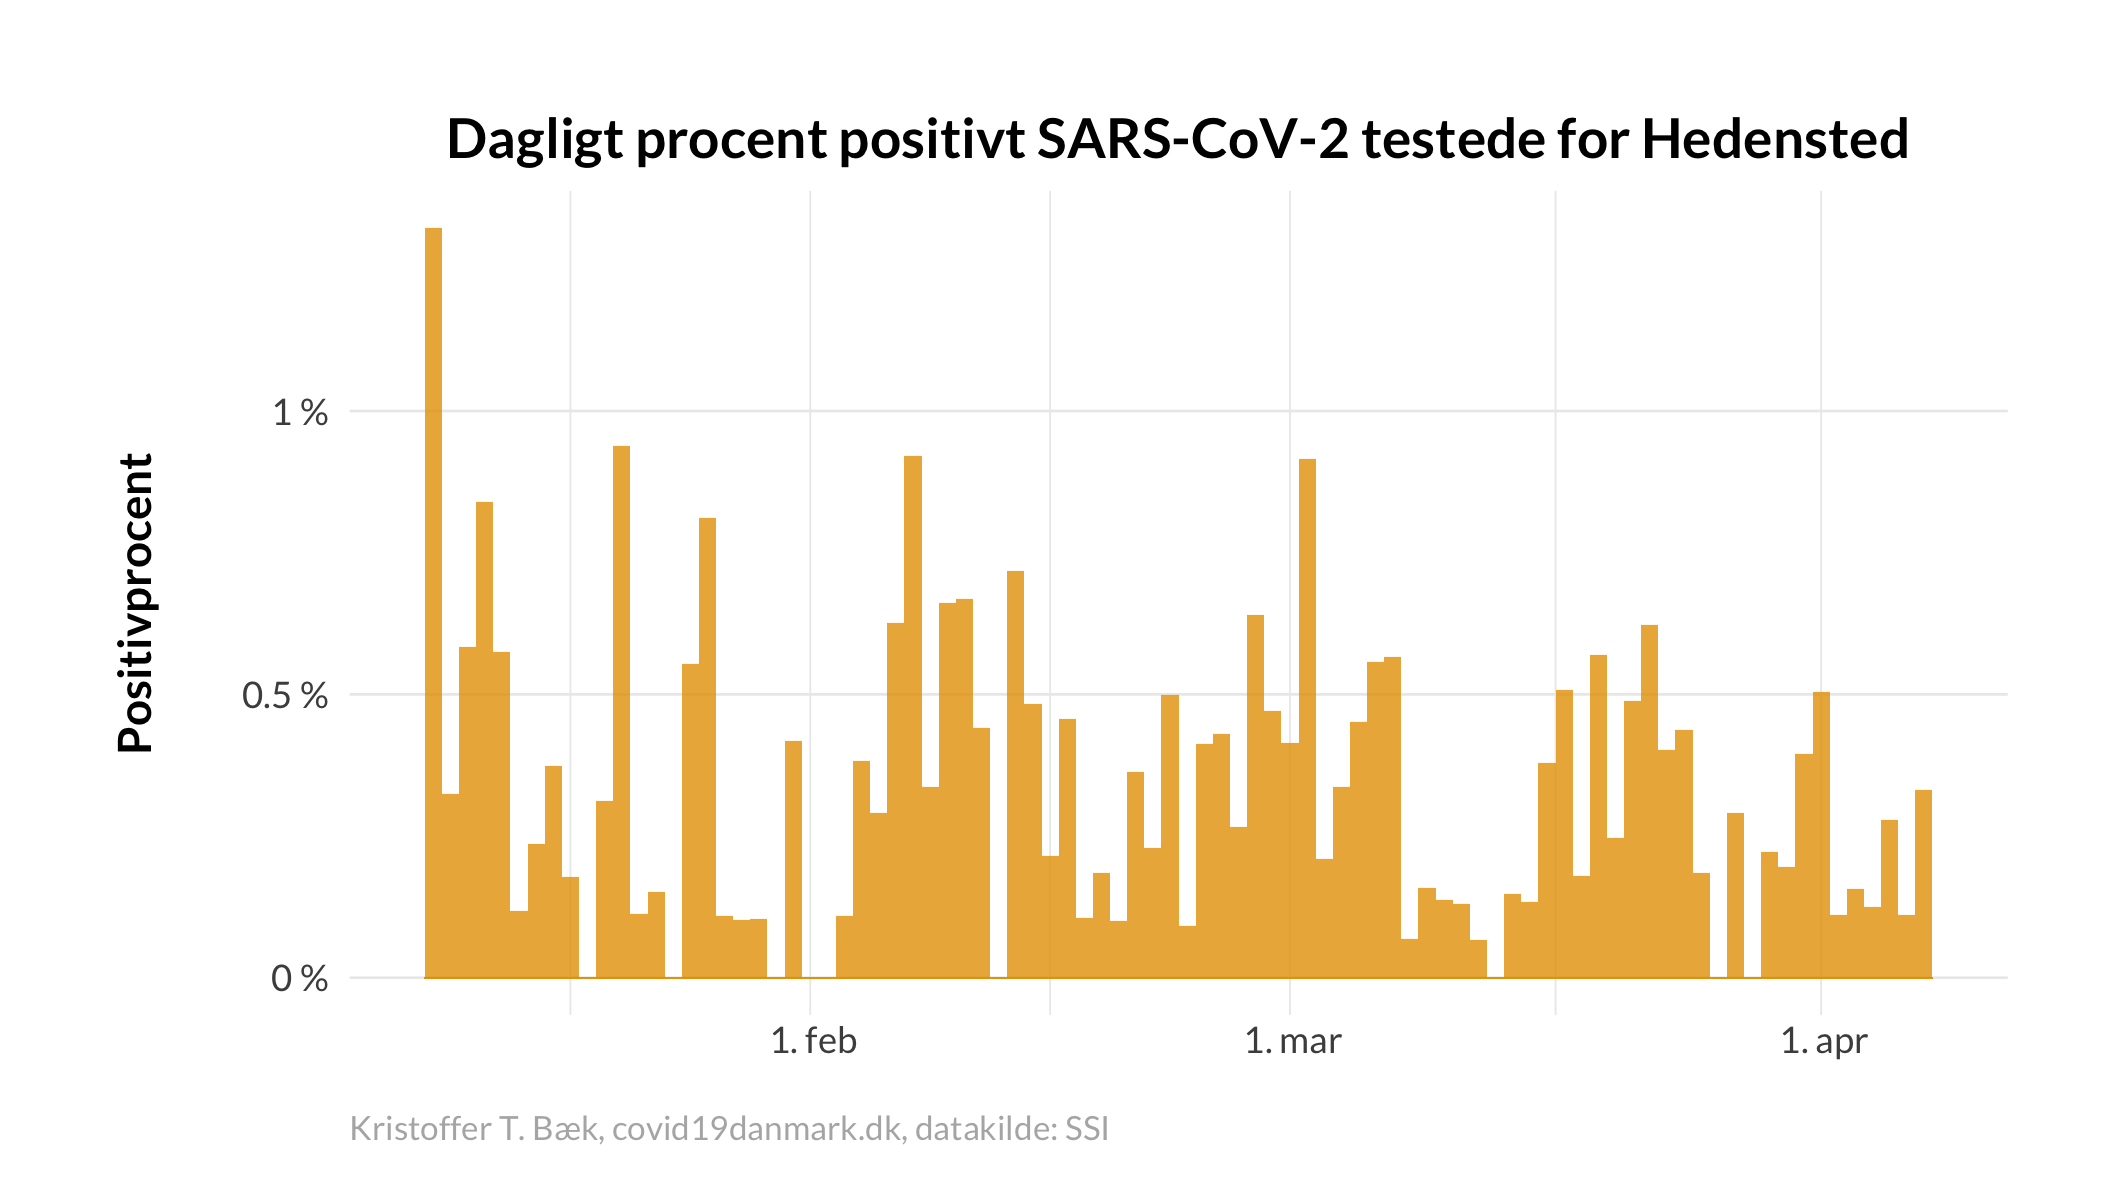 Dagligt procent positivt SARS-CoV-2 testede for Hedensted
Positivprocent
1 %
0.5 %
0 %
1. feb
1. mar
1. apr
Kristoffer T. Bæk, covid19danmark.dk, datakilde: SSI